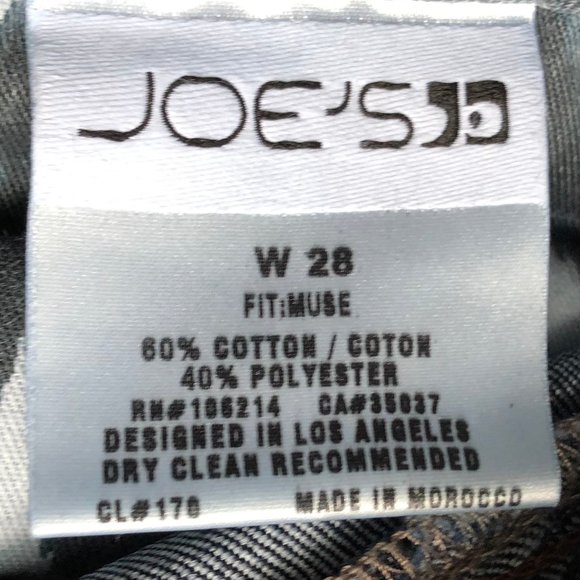 JOE'S
W 28
FIT:MUSE
60% COTTON / COTON
40% POLYESTER
RN#106214 CA#35037
DESIGNED IN LOS ANGELES
DRY CLEAN RECOMMENDED
CL#170 MADE IN MOROCCO